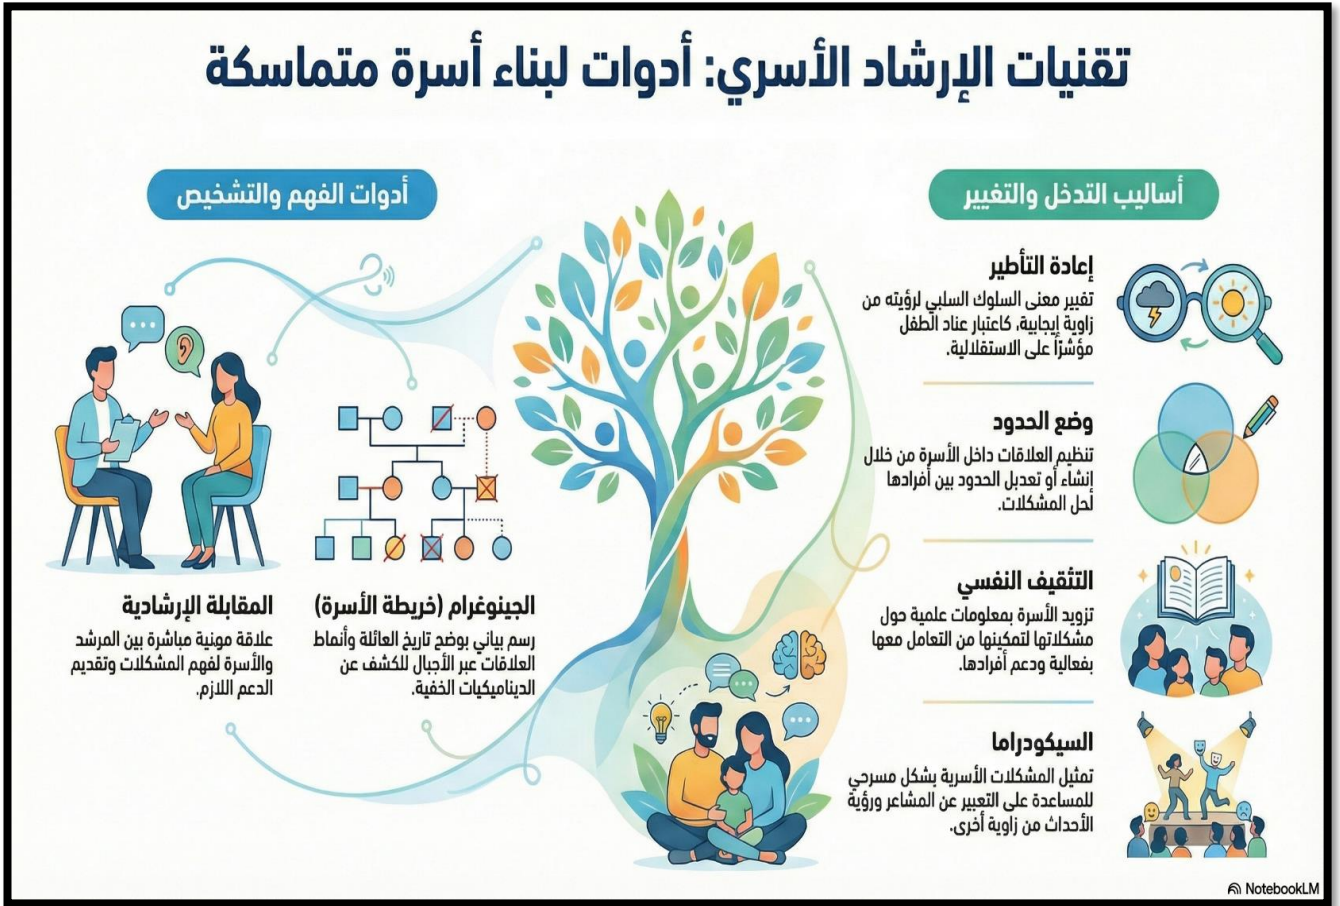 تقنيات الإرشاد الأسري: أدوات لبناء أسرة متماسكة
أساليب التدخل والتغيير
إعادة التأطير
تغيير معنى السلوك السلبي لرؤيته من
زاوية إيجابية، كاعتبار عناد الطفل
مؤشرًا على الاستقلالية.
وضع الحدود
تنظيم العلاقات داخل الأسرة من خلال
إنشاء أو تعديل الحدود بين أفرادها
لحل المشكلات.
التثقيف النفسي
تزويد الأسرة بمعلومات علمية حول
مشكلاتها لتمكينها من التعامل معها
بفعالية ودعم أفرادها.
السيكودراما
تمثيل المشكلات الأسرية بشكل مسرحي
للمساعدة على التعبير عن المشاعر ورؤية
الأحداث من زاوية أخرى.
أدوات الفهم والتشخيص
الجينوغرام (خريطة الأسرة)
رسم بياني بوضح تاريخ العائلة وأنماط
العلاقات عبر الأجبال للكشف عن
الديناميكيات الخفية.
المقابلة الإرشادية
علاقة مونية مباشرة بين المرشد
والأسرة لفهم المشكلات وتقديم
الدعم اللازم.
NotebookLM